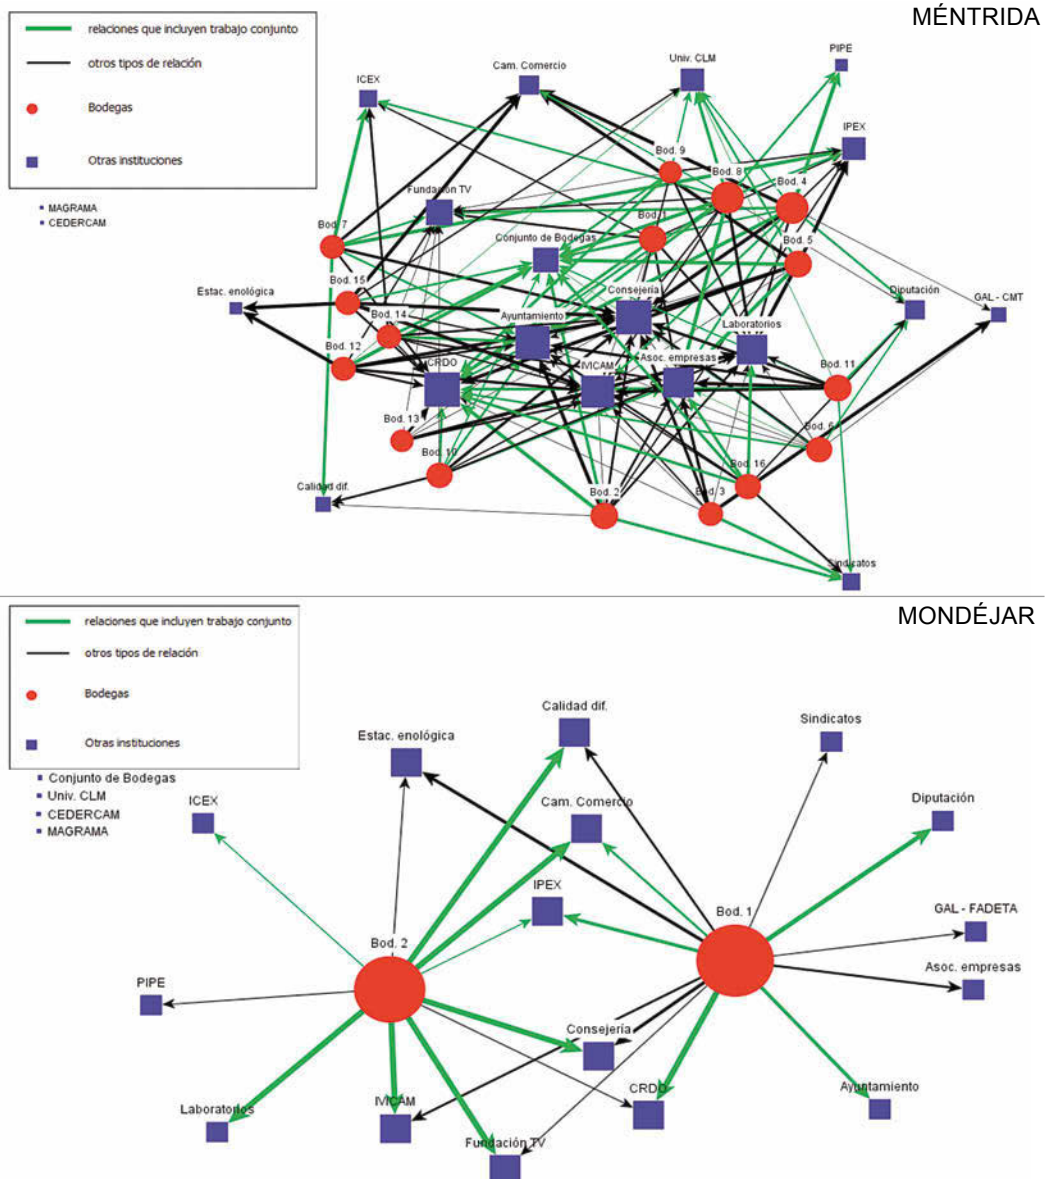 MÉNTRIDA
relaciones que incluyen trabajo conjunto
otros tipos de relación
Bodegas
Otras instituciones
MAGRAMA
CEDERCAM
PIPE
Univ. CLM
Cam. Comercio
ICEX
IPEX
Bod. 9
Bod. 8
Bod. 4
Fundación TV
Bod. 7
Bod. 1
Bod. 5
Conjunto de Bodegas
Bod. 15
Estac. enológica
Consejería
Diputación
GAL - CMT
Bod. 14
Ayuntamiento
Laboratorios
Bod. 12
CRDO
IVICAM
Asoc. empresas
Bod. 11
Bod. 13
Bod. 6
Bod. 10
Bod. 16
Calidad dif.
Bod. 2
Bod. 3
Sindicatos
MONDÉJAR
relaciones que incluyen trabajo conjunto
otros tipos de relación
Bodegas
Otras instituciones
Conjunto de Bodegas
Univ. CLM
CEDERCAM
MAGRAMA
Calidad dif.
Sindicatos
Estac. enológica
ICEX
Cam. Comercio
Diputación
IPEX
GAL - FADETA
Bod. 1
Bod. 2
Asoc. empresas
PIPE
Consejería
CRDO
Ayuntamiento
Laboratorios
IVICAM
Fundación TV